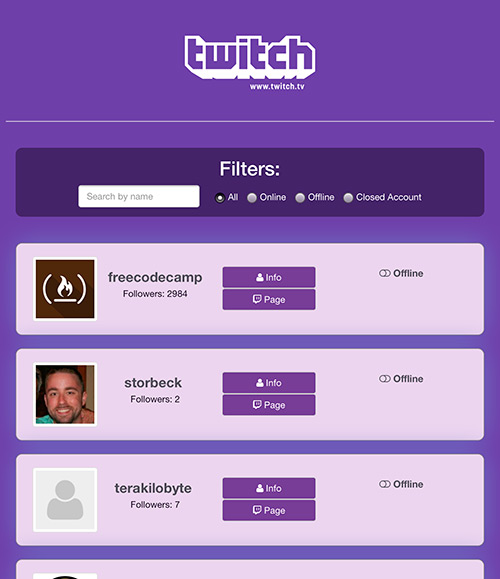 twitch
www.twitch.tv
Filters:
Search by name
All Online Offline Closed Account
freecodecamp
Followers: 2984
Info
Page
Offline
storbeck
Followers: 2
Info
Page
Offline
terakilobyte
Followers: 7
Info
Page
Offline